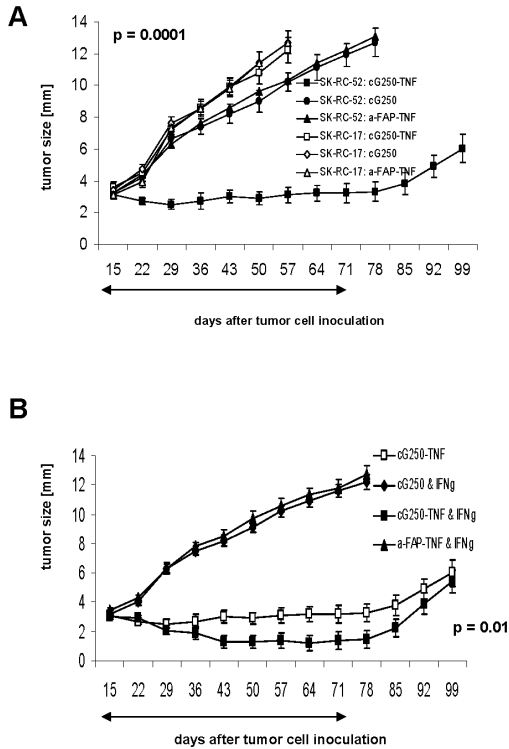 A
p = 0.0001
14
12
10
8
6
4
2
0
tumor size [mm]
SK-RC-52: cG250-TNF
SK-RC-52: cG250
SK-RC-52: a-FAP-TNF
SK-RC-17: cG250-TNF
SK-RC-17: cG250
SK-RC-17: a-FAP-TNF
15 22 29 36 43 50 57 64 71 78 85 92 99
days after tumor cell inoculation
B
14
12
10
8
6
4
2
0
tumor size [mm]
cG250-TNF
cG250 & IFNg
cG250-TNF & IFNg
a-FAP-TNF & IFNg
p = 0.01
15 22 29 36 43 50 57 64 71 78 85 92 99
days after tumor cell inoculation